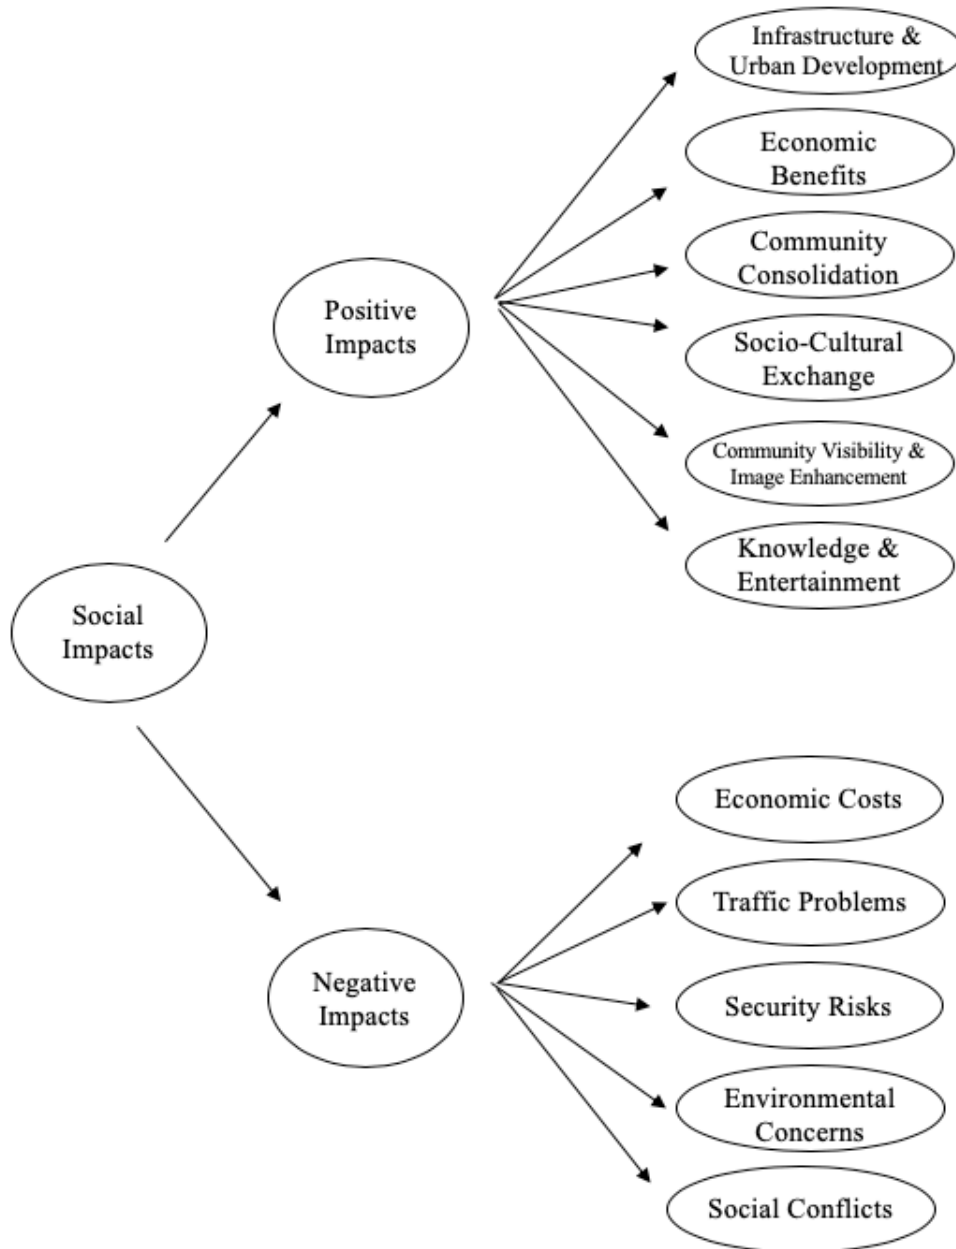 Infrastructure &
Urban Development
Economic
Benefits
Community
Consolidation
Positive
Impacts
Socio-Cultural
Exchange
Community Visibility &
Image Enhancement
Knowledge &
Entertainment
Social
Impacts
Economic Costs
Traffic Problems
Negative
Impacts
Security Risks
Environmental
Concerns
Social Conflicts